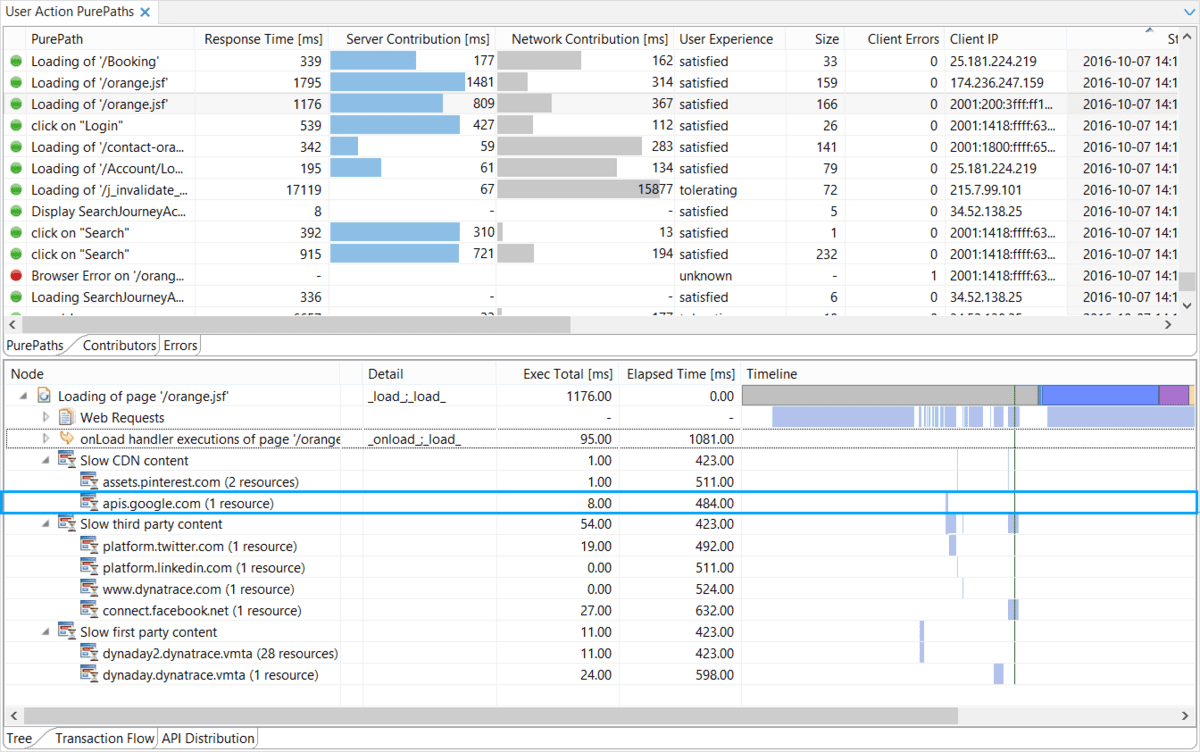 User Action PurePaths
PurePath Response Time [ms] Server Contribution [ms] Network Contribution [ms] User Experience Size Client Errors Client IP St
Loading of '/Booking' 339 177 162 satisfied 33 0 25.181.224.219 2016-10-07 14:1
Loading of '/orange.jsf' 1795 1481 314 satisfied 159 0 174.236.247.159 2016-10-07 14:1
Loading of '/orange.jsf' 1176 809 367 satisfied 166 0 2001:200:3fff:ff1... 2016-10-07 14:1
click on "Login" 539 427 112 satisfied 26 0 2001:1418:ffff:63... 2016-10-07 14:1
Loading of '/contact-ora... 342 59 283 satisfied 141 0 2001:1800:ffff:65... 2016-10-07 14:1
Loading of '/Account/Lo... 195 61 134 satisfied 79 0 25.181.224.219 2016-10-07 14:1
Loading of '/j_invalidate_... 17119 67 15877 tolerating 72 0 215.7.99.101 2016-10-07 14:1
Display SearchJourneyAc... 8 - - satisfied 5 0 34.52.138.25 2016-10-07 14:1
click on "Search" 392 310 13 satisfied 1 0 2001:1418:ffff:63... 2016-10-07 14:1
click on "Search" 915 721 194 satisfied 232 0 2001:1418:ffff:63... 2016-10-07 14:1
Browser Error on '/orang... - unknown - 1 2001:1418:ffff:63... 2016-10-07 14:1
Loading SearchJourneyA... 336 - - satisfied 6 0 34.52.138.25 2016-10-07 14:1
PurePaths Contributors Errors
Node Detail Exec Total [ms] Elapsed Time [ms] Timeline
Loading of page '/orange.jsf' _load_;_load_ 1176.00 0.00
Web Requests - -
onLoad handler executions of page '/orange _onload_;_load_ 95.00 1081.00
Slow CDN content 1.00 423.00
assets.pinterest.com (2 resources) 1.00 511.00
apis.google.com (1 resource) 8.00 484.00
Slow third party content 54.00 423.00
platform.twitter.com (1 resource) 19.00 492.00
platform.linkedin.com (1 resource) 0.00 511.00
www.dynatrace.com (1 resource) 0.00 524.00
connect.facebook.net (1 resource) 27.00 632.00
Slow first party content 11.00 423.00
dynaday2.dynatrace.vmta (28 resources) 11.00 423.00
dynaday.dynatrace.vmta (1 resource) 24.00 598.00
Tree Transaction Flow API Distribution